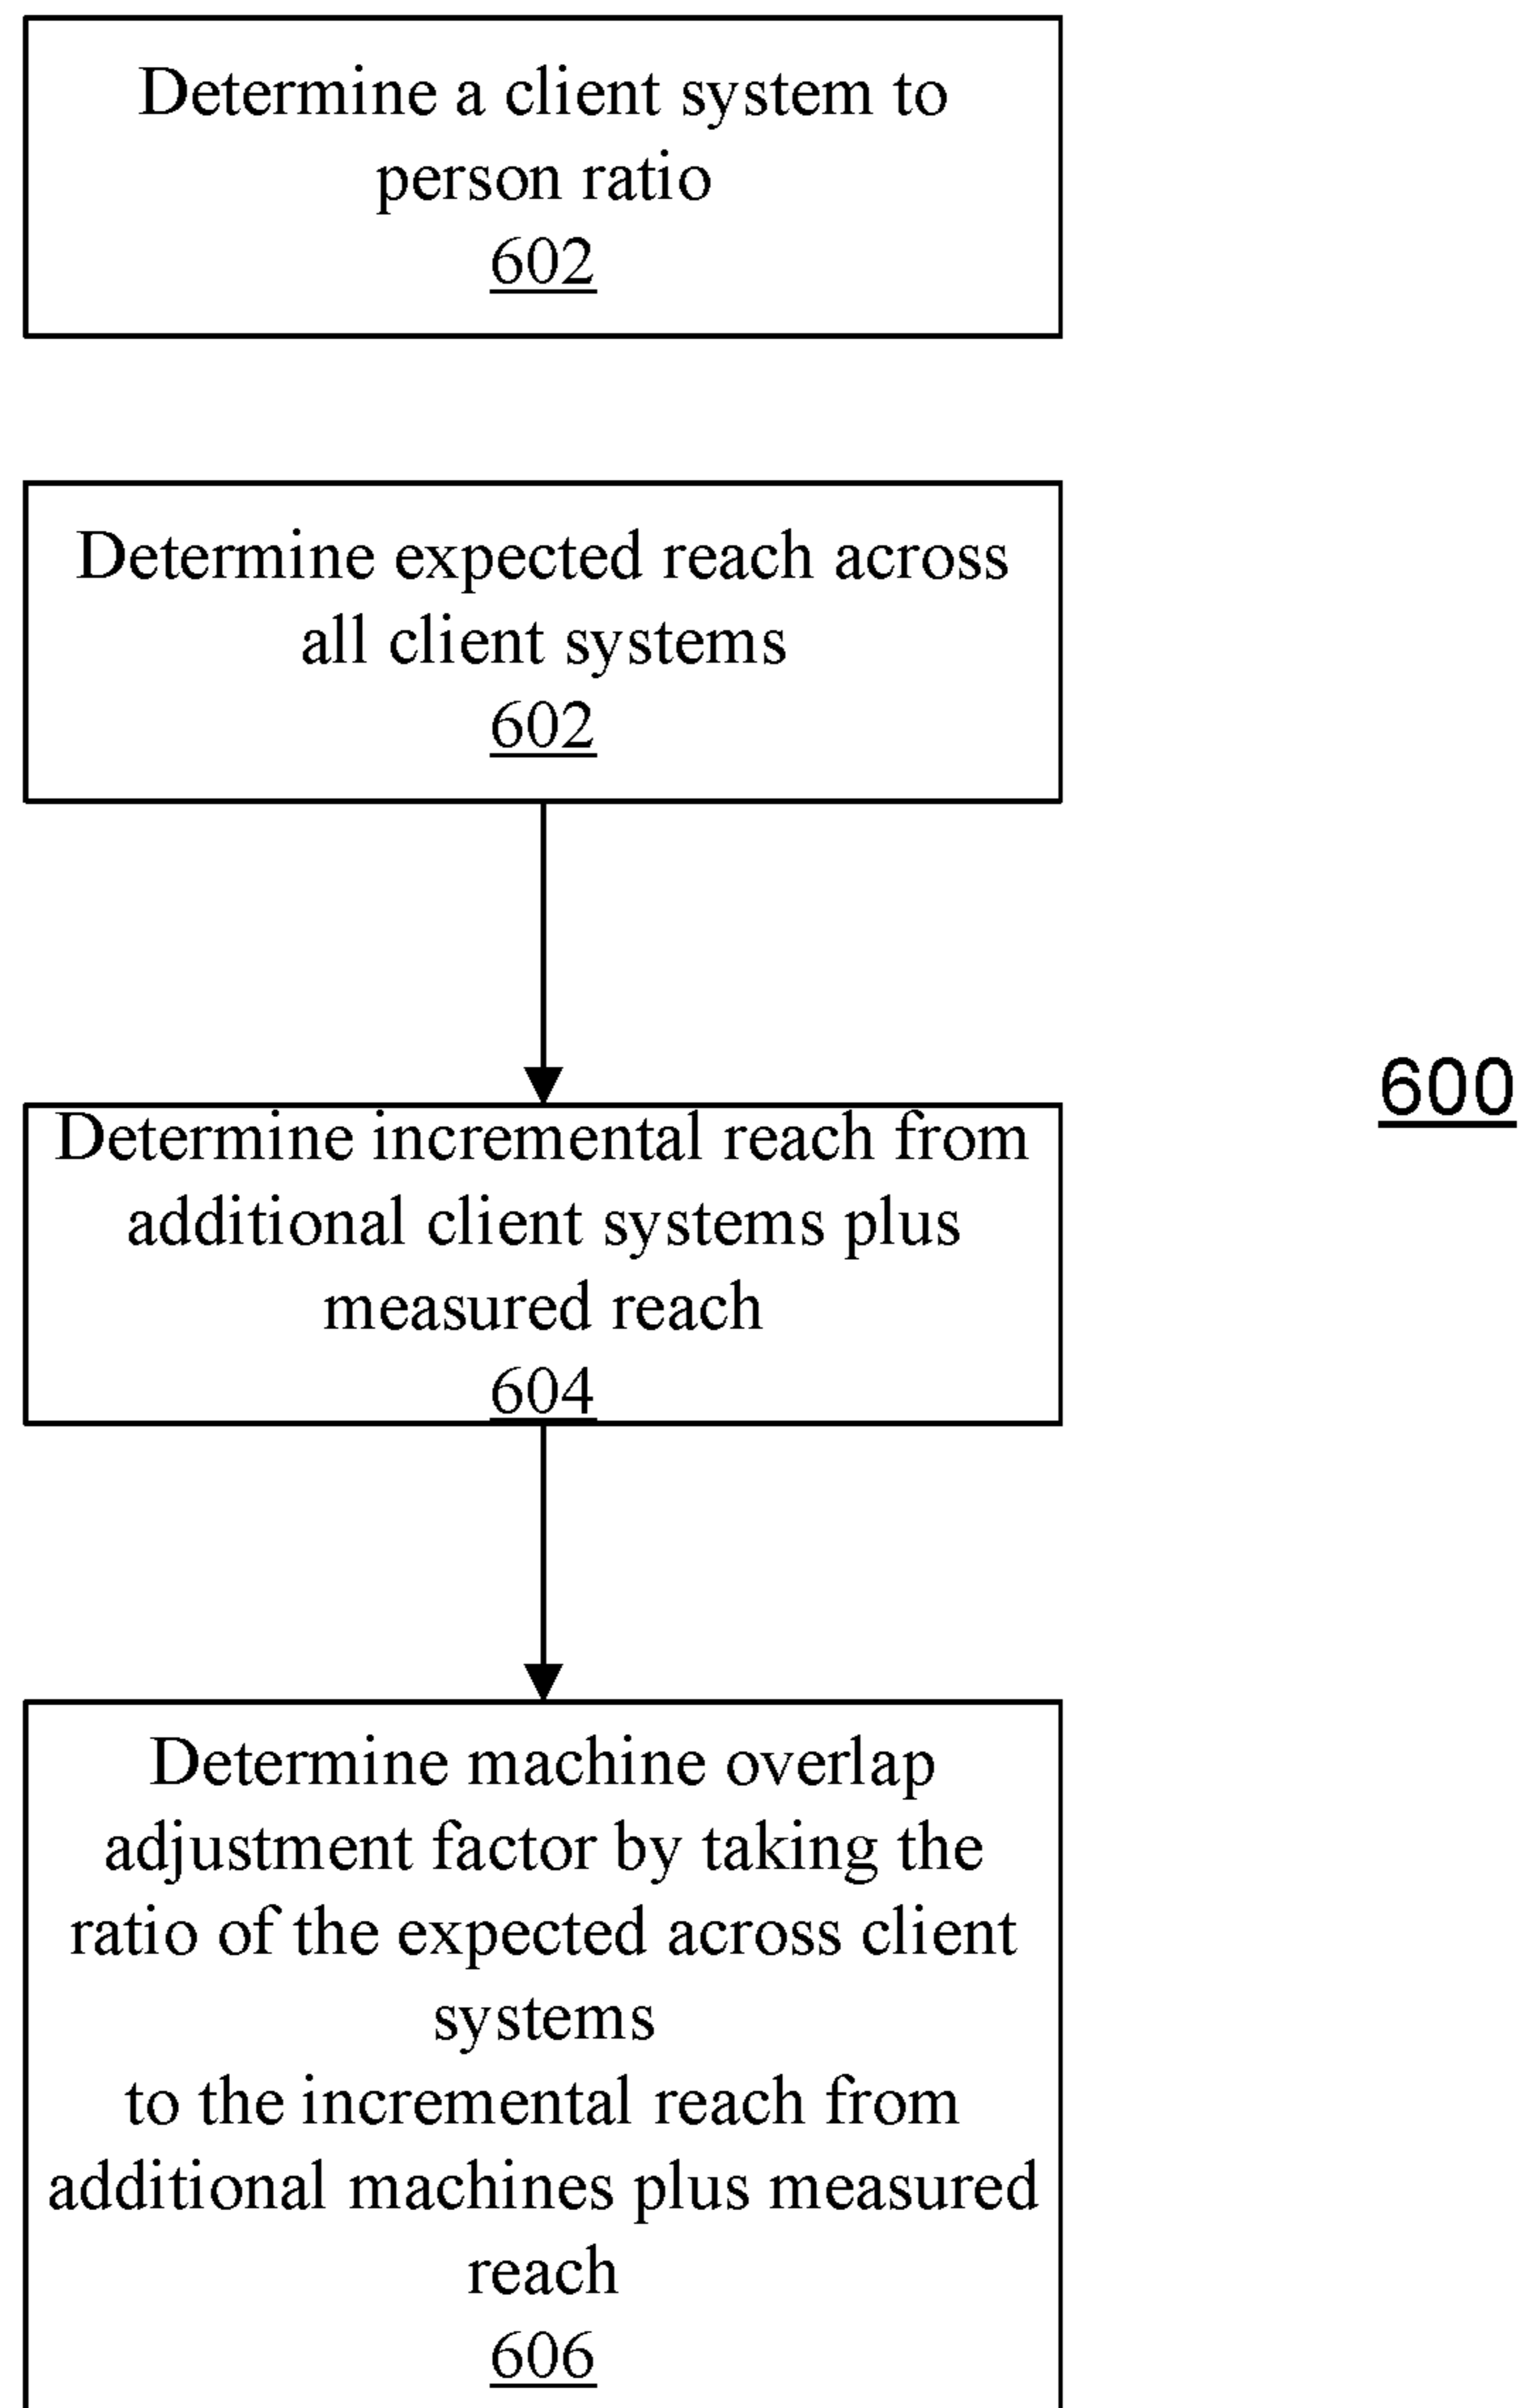 Determine a client system to
person ratio
602
Determine expected reach across
all client systems
602
600
Determine incremental reach from
additional client systems plus
measured reach
604
Determine machine overlap
adjustment factor by taking the
ratio of the expected across client
systems
to the incremental reach from
additional machines plus measured
reach
606